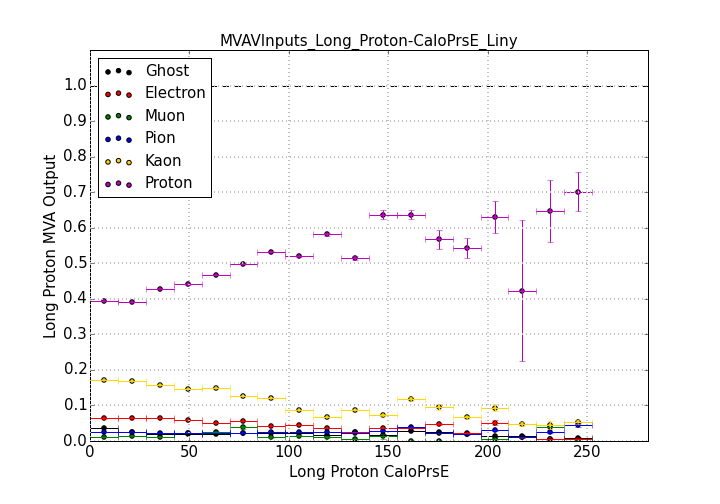 MVAVInputs_Long_Proton-CaloPrsE_Liny
Long Proton MVA Output
1.0
0.9
0.8
0.7
0.6
0.5
0.4
0.3
0.2
0.1
0.0
Ghost
Electron
Muon
Pion
Kaon
Proton
0 50 100 150 200 250
Long Proton CaloPrsE